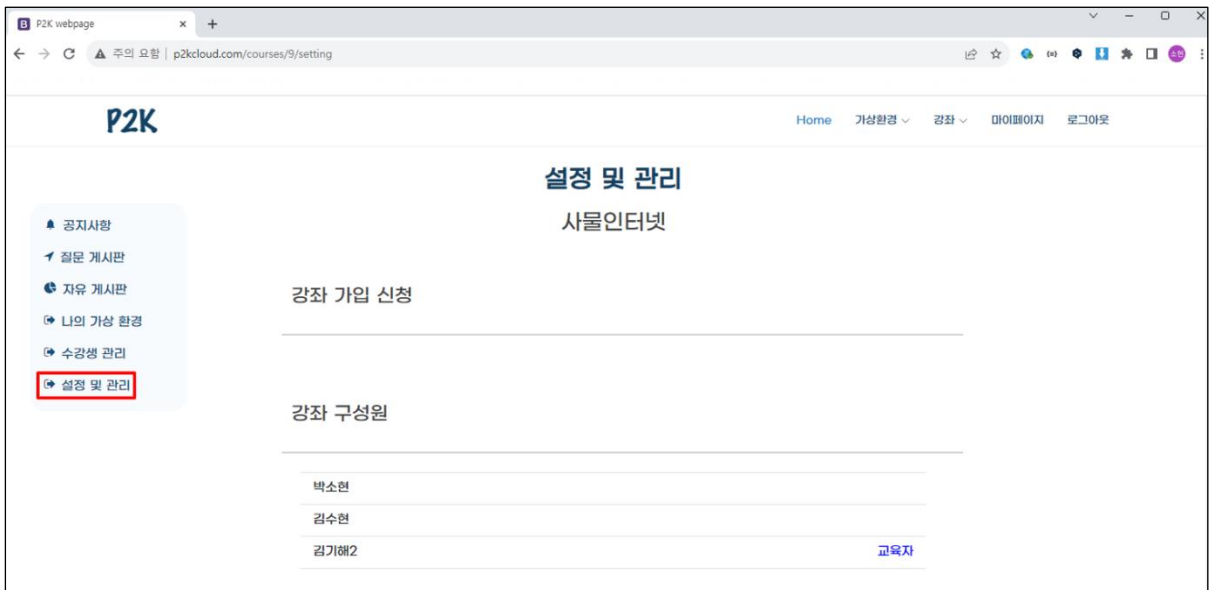 P2K webpage
주의 요함 | p2kcloud.com/courses/9/setting
소현
P2K
Home 가상환경 강좌 마이페이지 로그아웃
설정 및 관리
사물인터넷
공지사항
질문 게시판
자유 게시판
나의 가상 환경
수강생 관리
설정 및 관리
강좌 가입 신청
강좌 구성원
박소현
김수현
김기해2 교육자